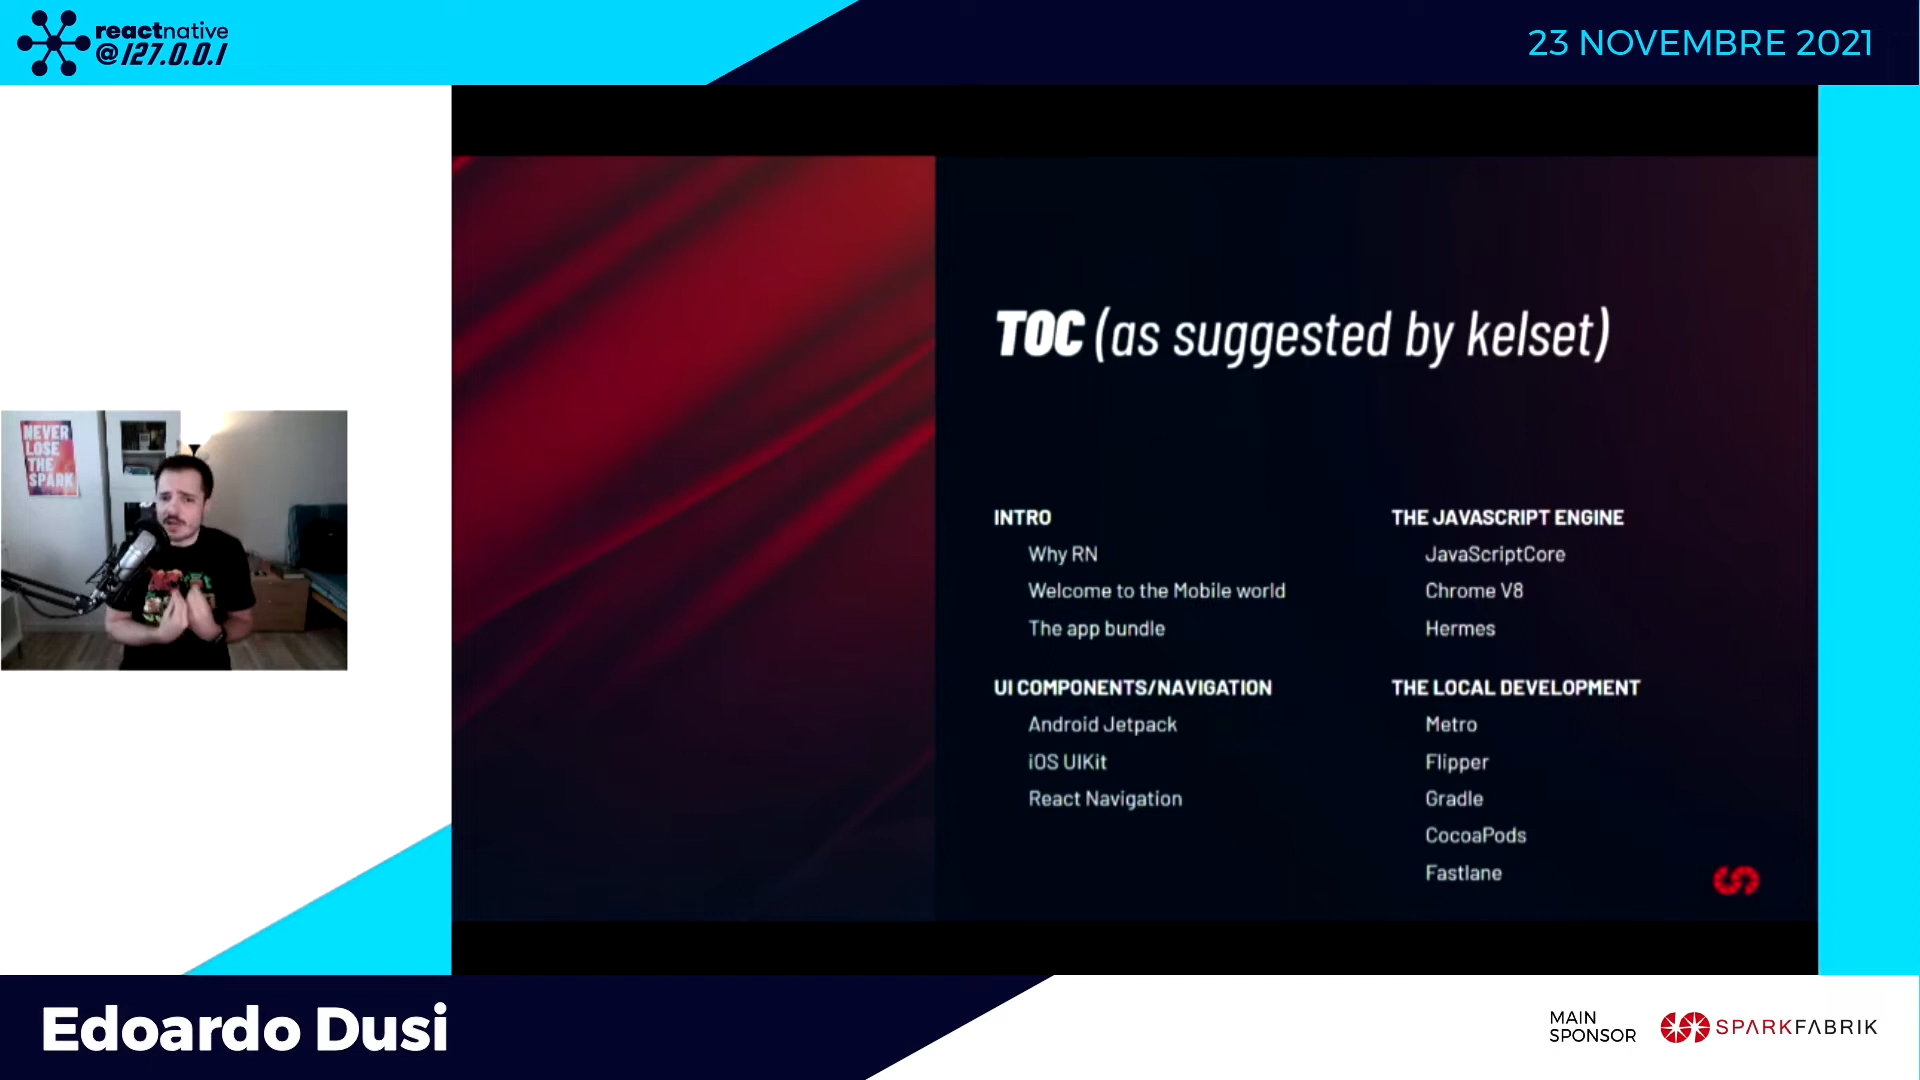 reactnative
@127.0.0.1
23 NOVEMBRE 2021
NEVER
LOSE
THE
SPARK
TOC (as suggested by kelset)
INTRO
Why RN
Welcome to the Mobile world
The app bundle
UI COMPONENTS/NAVIGATION
Android Jetpack
iOS UIKit
React Navigation
THE JAVASCRIPT ENGINE
JavaScriptCore
Chrome V8
Hermes
THE LOCAL DEVELOPMENT
Metro
Flipper
Gradle
CocoaPods
Fastlane
Edoardo Dusi
MAIN
SPONSOR
SPARKFABRIK